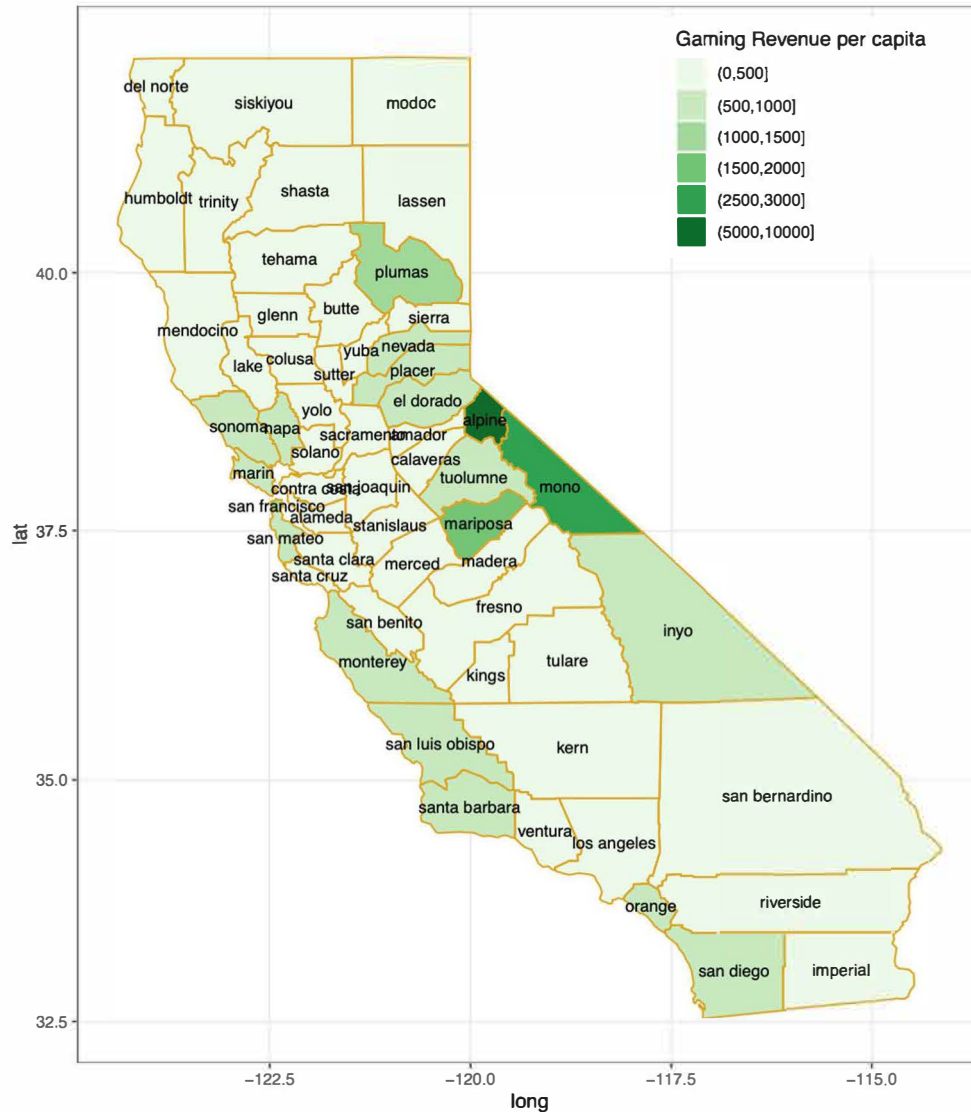 Gaming Revenue per capita
(0,500]
(500,1000]
(1000,1500]
(1500,2000]
(2500,3000]
(5000,10000]
del norte
siskiyou
modoc
humboldt
trinity
shasta
lassen
tehama
plumas
glenn
butte
sierra
mendocino
lake
colusa
yuba
nevada
sutter
placer
yolo
el dorado
sonoma
napa
sacramento
amador
alpine
solano
calaveras
marin
contra costa
san joaquin
tuolumne
mono
san francisco
alameda
stanislaus
mariposa
san mateo
santa clara
merced
madera
santa cruz
fresno
san benito
inyo
monterey
kings
tulare
san luis obispo
kern
santa barbara
san bernardino
ventura
los angeles
orange
riverside
san diego
imperial
40.0
37.5
35.0
32.5
lat
−122.5
−120.0
−117.5
−115.0
long